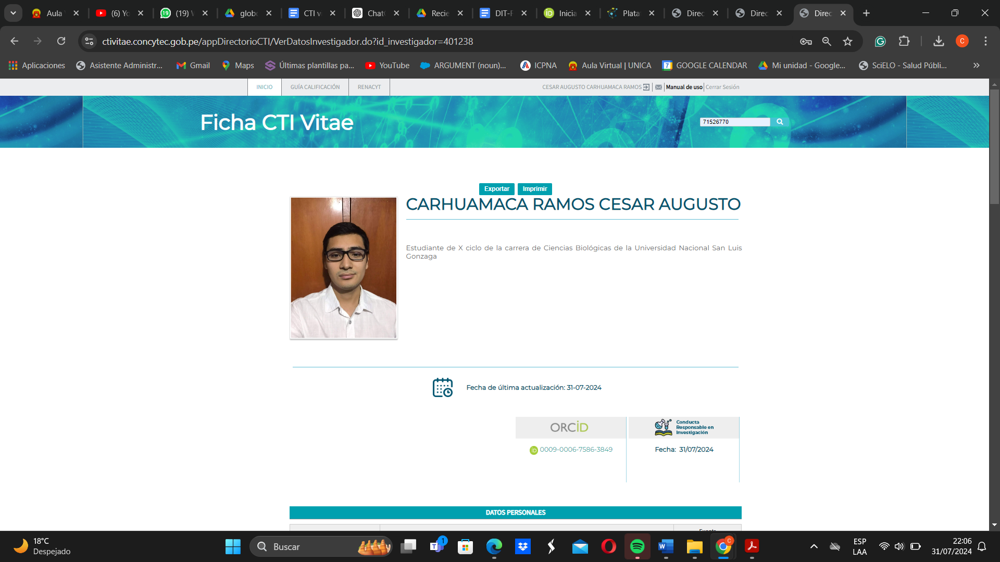 Aula
(6) Yo
(19) W
globo
CTI v
Chat
Recie
DIT-F
Inicia
Plata
Direc
Direc
Direc
ctivitae.concytec.gob.pe/appDirectorioCTI/VerDatosInvestigador.do?id_investigador=401238
C
Aplicaciones
Asistente Administr...
Gmail
Maps
Últimas plantillas pa...
YouTube
ARGUMENT (noun)...
ICPNA
Aula Virtual | UNICA
GOOGLE CALENDAR
Mi unidad - Google...
SciELO - Salud Públi...
INICIO
GUÍA CALIFICACIÓN
RENACYT
CESAR AUGUSTO CARHUAMACA RAMOS
Manual de uso
Cerrar Sesión
Ficha CTI Vitae
71526770
Exportar
Imprimir
CARHUAMACA RAMOS CESAR AUGUSTO
Estudiante de X ciclo de la carrera de Ciencias Biológicas de la Universidad Nacional San Luis
Gonzaga
Fecha de última actualización: 31-07-2024
ORCiD
Conducta
Responsable en
Investigación
iD 0009-0006-7586-3849
Fecha: 31/07/2024
DATOS PERSONALES
18°C
Despejado
Buscar
1
ESP
LAA
22:06
31/07/2024